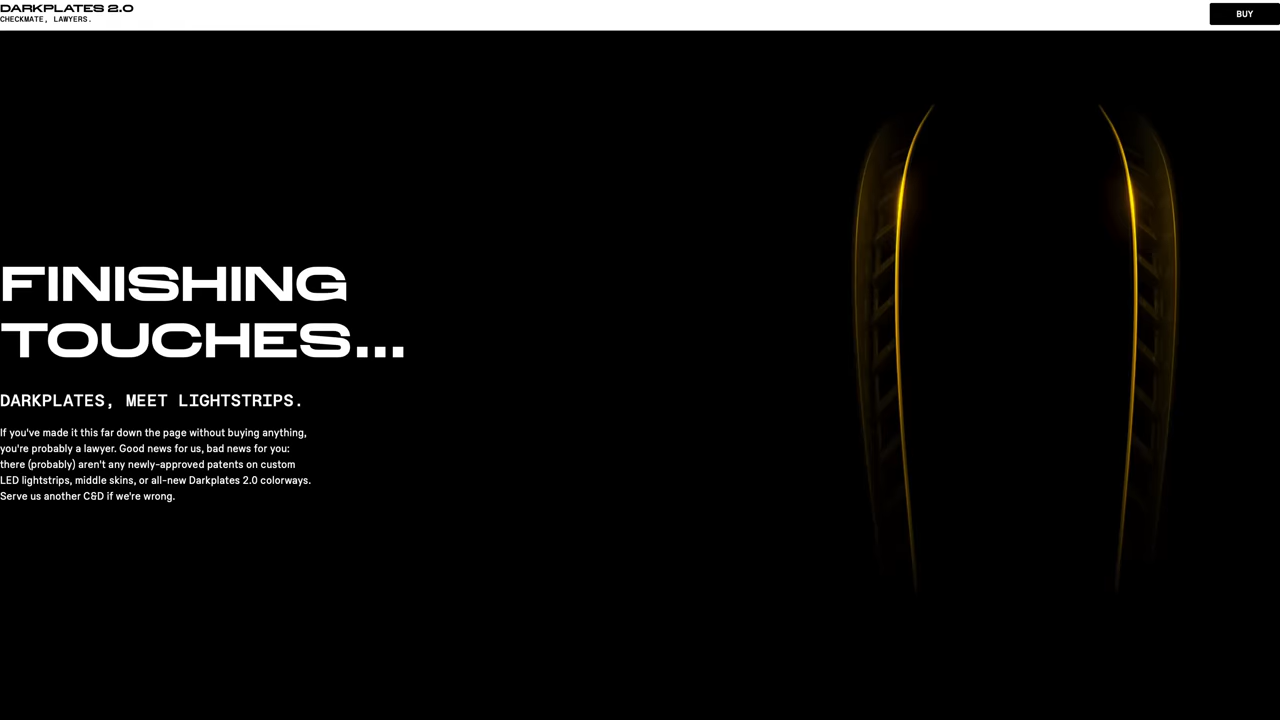 DARKPLATES 2.0
CHECKMATE, LAWYERS.
BUY
FINISHING
TOUCHES...
DARKPLATES, MEET LIGHTSTRIPS.
If you've made it this far down the page without buying anything,
you're probably a lawyer. Good news for us, bad news for you:
there (probably) aren't any newly-approved patents on custom
LED lightstrips, middle skins, or all-new Darkplates 2.0 colorways.
Serve us another C&D if we're wrong.